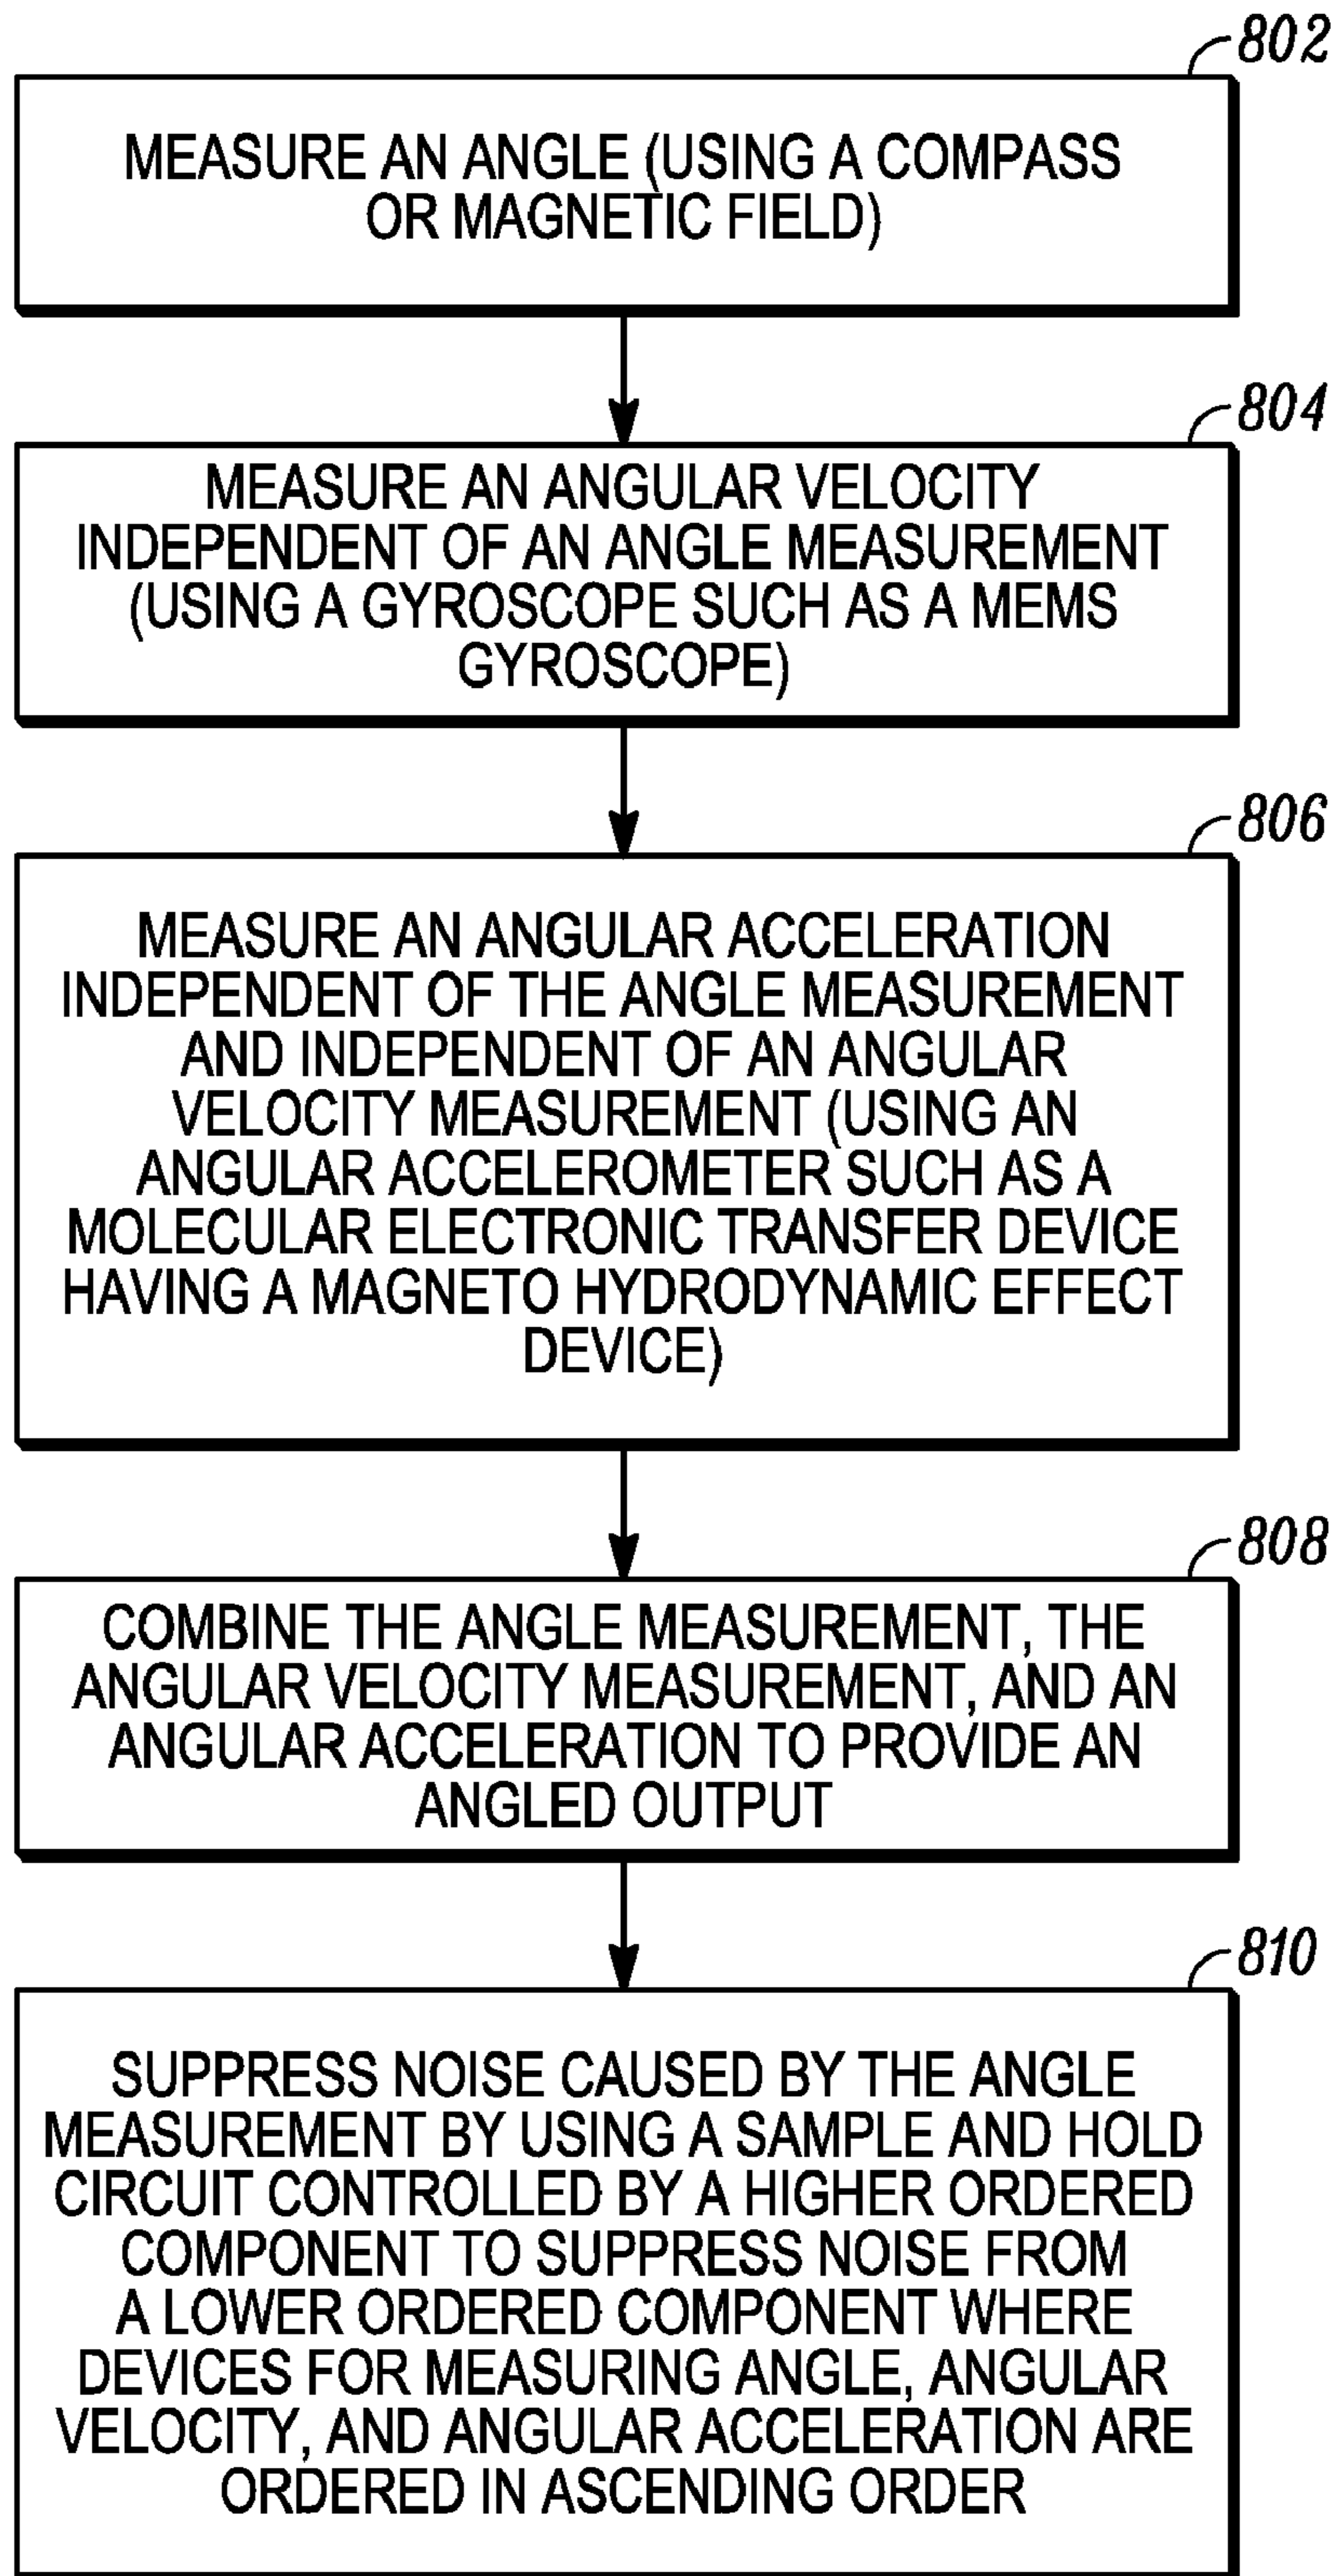 802
MEASURE AN ANGLE (USING A COMPASS
OR MAGNETIC FIELD)
804
MEASURE AN ANGULAR VELOCITY
INDEPENDENT OF AN ANGLE MEASUREMENT
(USING A GYROSCOPE SUCH AS A MEMS
GYROSCOPE)
806
MEASURE AN ANGULAR ACCELERATION
INDEPENDENT OF THE ANGLE MEASUREMENT
AND INDEPENDENT OF AN ANGULAR
VELOCITY MEASUREMENT (USING AN
ANGULAR ACCELEROMETER SUCH AS A
MOLECULAR ELECTRONIC TRANSFER DEVICE
HAVING A MAGNETO HYDRODYNAMIC EFFECT
DEVICE)
808
COMBINE THE ANGLE MEASUREMENT, THE
ANGULAR VELOCITY MEASUREMENT, AND AN
ANGULAR ACCELERATION TO PROVIDE AN
ANGLED OUTPUT
810
SUPPRESS NOISE CAUSED BY THE ANGLE
MEASUREMENT BY USING A SAMPLE AND HOLD
CIRCUIT CONTROLLED BY A HIGHER ORDERED
COMPONENT TO SUPPRESS NOISE FROM
A LOWER ORDERED COMPONENT WHERE
DEVICES FOR MEASURING ANGLE, ANGULAR
VELOCITY, AND ANGULAR ACCELERATION ARE
ORDERED IN ASCENDING ORDER